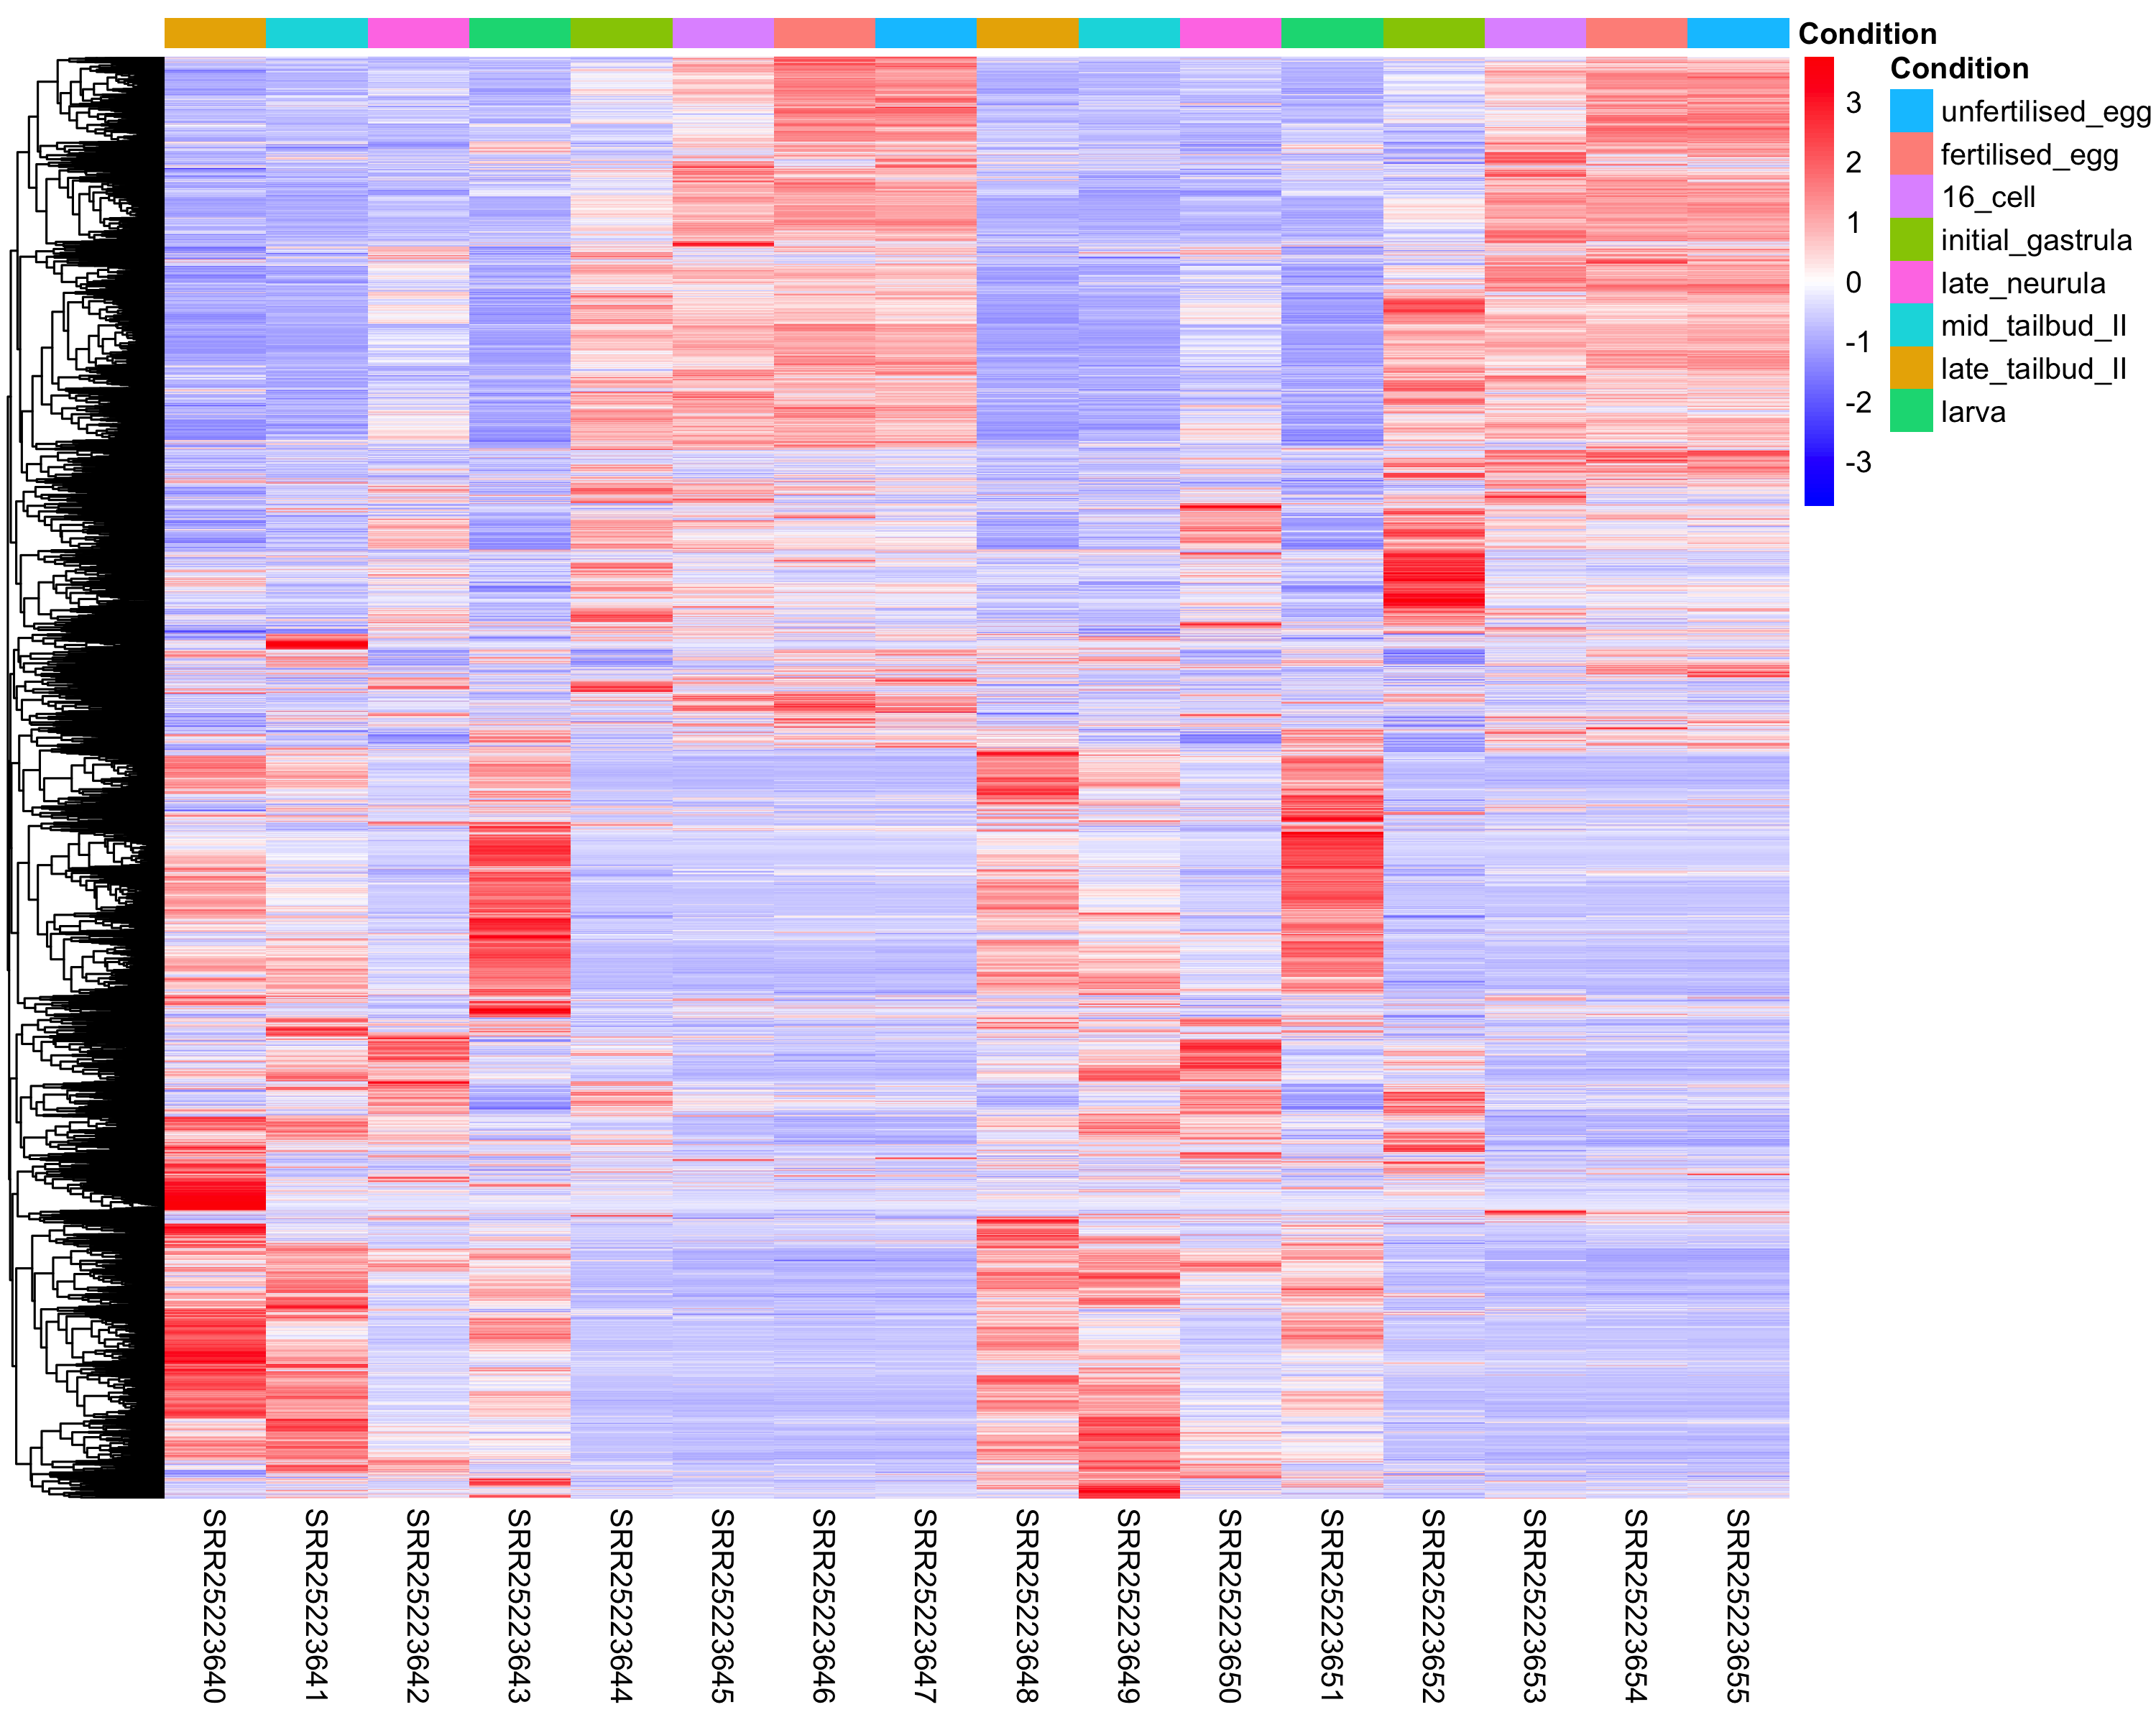 Condition
3
2
1
0
-1
-2
-3
Condition
unfertilised_egg
fertilised_egg
16_cell
initial_gastrula
late_neurula
mid_tailbud_II
late_tailbud_II
larva
SRR25223640
SRR25223641
SRR25223642
SRR25223643
SRR25223644
SRR25223645
SRR25223646
SRR25223647
SRR25223648
SRR25223649
SRR25223650
SRR25223651
SRR25223652
SRR25223653
SRR25223654
SRR25223655